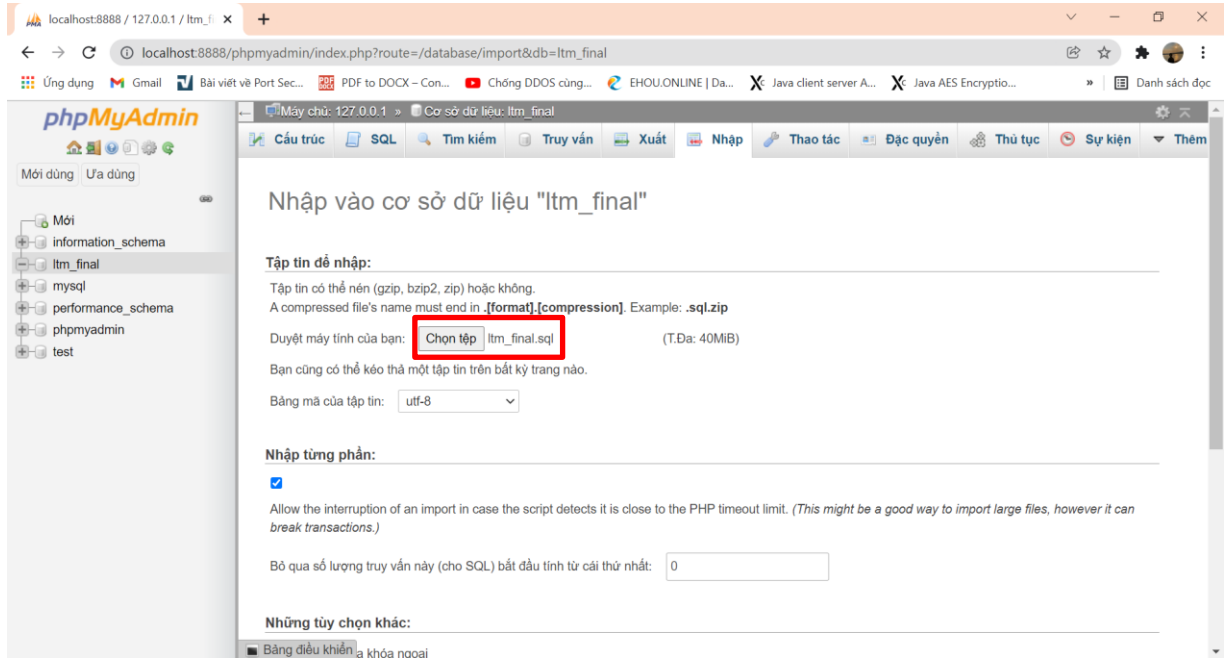 localhost:8888 / 127.0.0.1 / ltm_fi
localhost:8888/phpmyadmin/index.php?route=/database/import&db=ltm_final
Ứng dụng Gmail Bài viết về Port Sec... PDF to DOCX – Con... Chống DDOS cùng... EHOU.ONLINE | Da... Java client server A... Java AES Encryptio... » Danh sách đọc
phpMyAdmin
Mới dùng Ưa dùng
Mới
information_schema
ltm_final
mysql
performance_schema
phpmyadmin
test
Máy chủ: 127.0.0.1 » Cơ sở dữ liệu: ltm_final
Cấu trúc SQL Tìm kiếm Truy vấn Xuất Nhập Thao tác Đặc quyền Thủ tục Sự kiện Thêm
Nhập vào cơ sở dữ liệu "ltm_final"
Tập tin để nhập:
Tập tin có thể nén (gzip, bzip2, zip) hoặc không.
A compressed file's name must end in .[format].[compression]. Example: .sql.zip
Duyệt máy tính của bạn: Chọn tệp ltm_final.sql (T.Đa: 40MiB)
Bạn cũng có thể kéo thả một tập tin trên bất kỳ trang nào.
Bảng mã của tập tin: utf-8
Nhập từng phần:
Allow the interruption of an import in case the script detects it is close to the PHP timeout limit. (This might be a good way to import large files, however it can
break transactions.)
Bỏ qua số lượng truy vấn này (cho SQL) bắt đầu tính từ cái thứ nhất: 0
Những tùy chọn khác:
Bảng điều khiển
a khóa ngoại